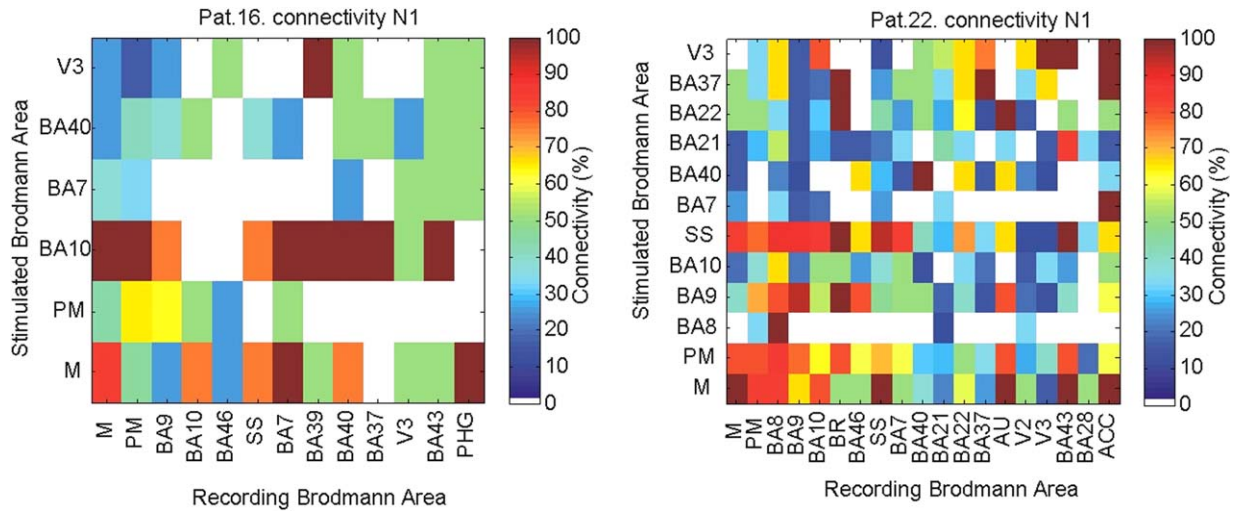 Pat.16. connectivity N1
V3
BA40
BA7
BA10
PM
M
Stimulated Brodmann Area
M PM BA9 BA10 BA46 SS BA7 BA39 BA40 BA37 V3 BA43 PHG
Recording Brodmann Area
100
90
80
70
60
50
40
30
20
10
0
Connectivity (%)
Pat.22. connectivity N1
V3
BA37
BA22
BA21
BA40
BA7
SS
BA10
BA9
BA8
PM
M
Stimulated Brodmann Area
M PM BA8 BA9 BA10 BR BA46 SS BA7 BA40 BA21 BA22 BA37 AU V2 V3 BA43 BA28 ACC
Recording Brodmann Area
100
90
80
70
60
50
40
30
20
10
0
Connectivity (%)